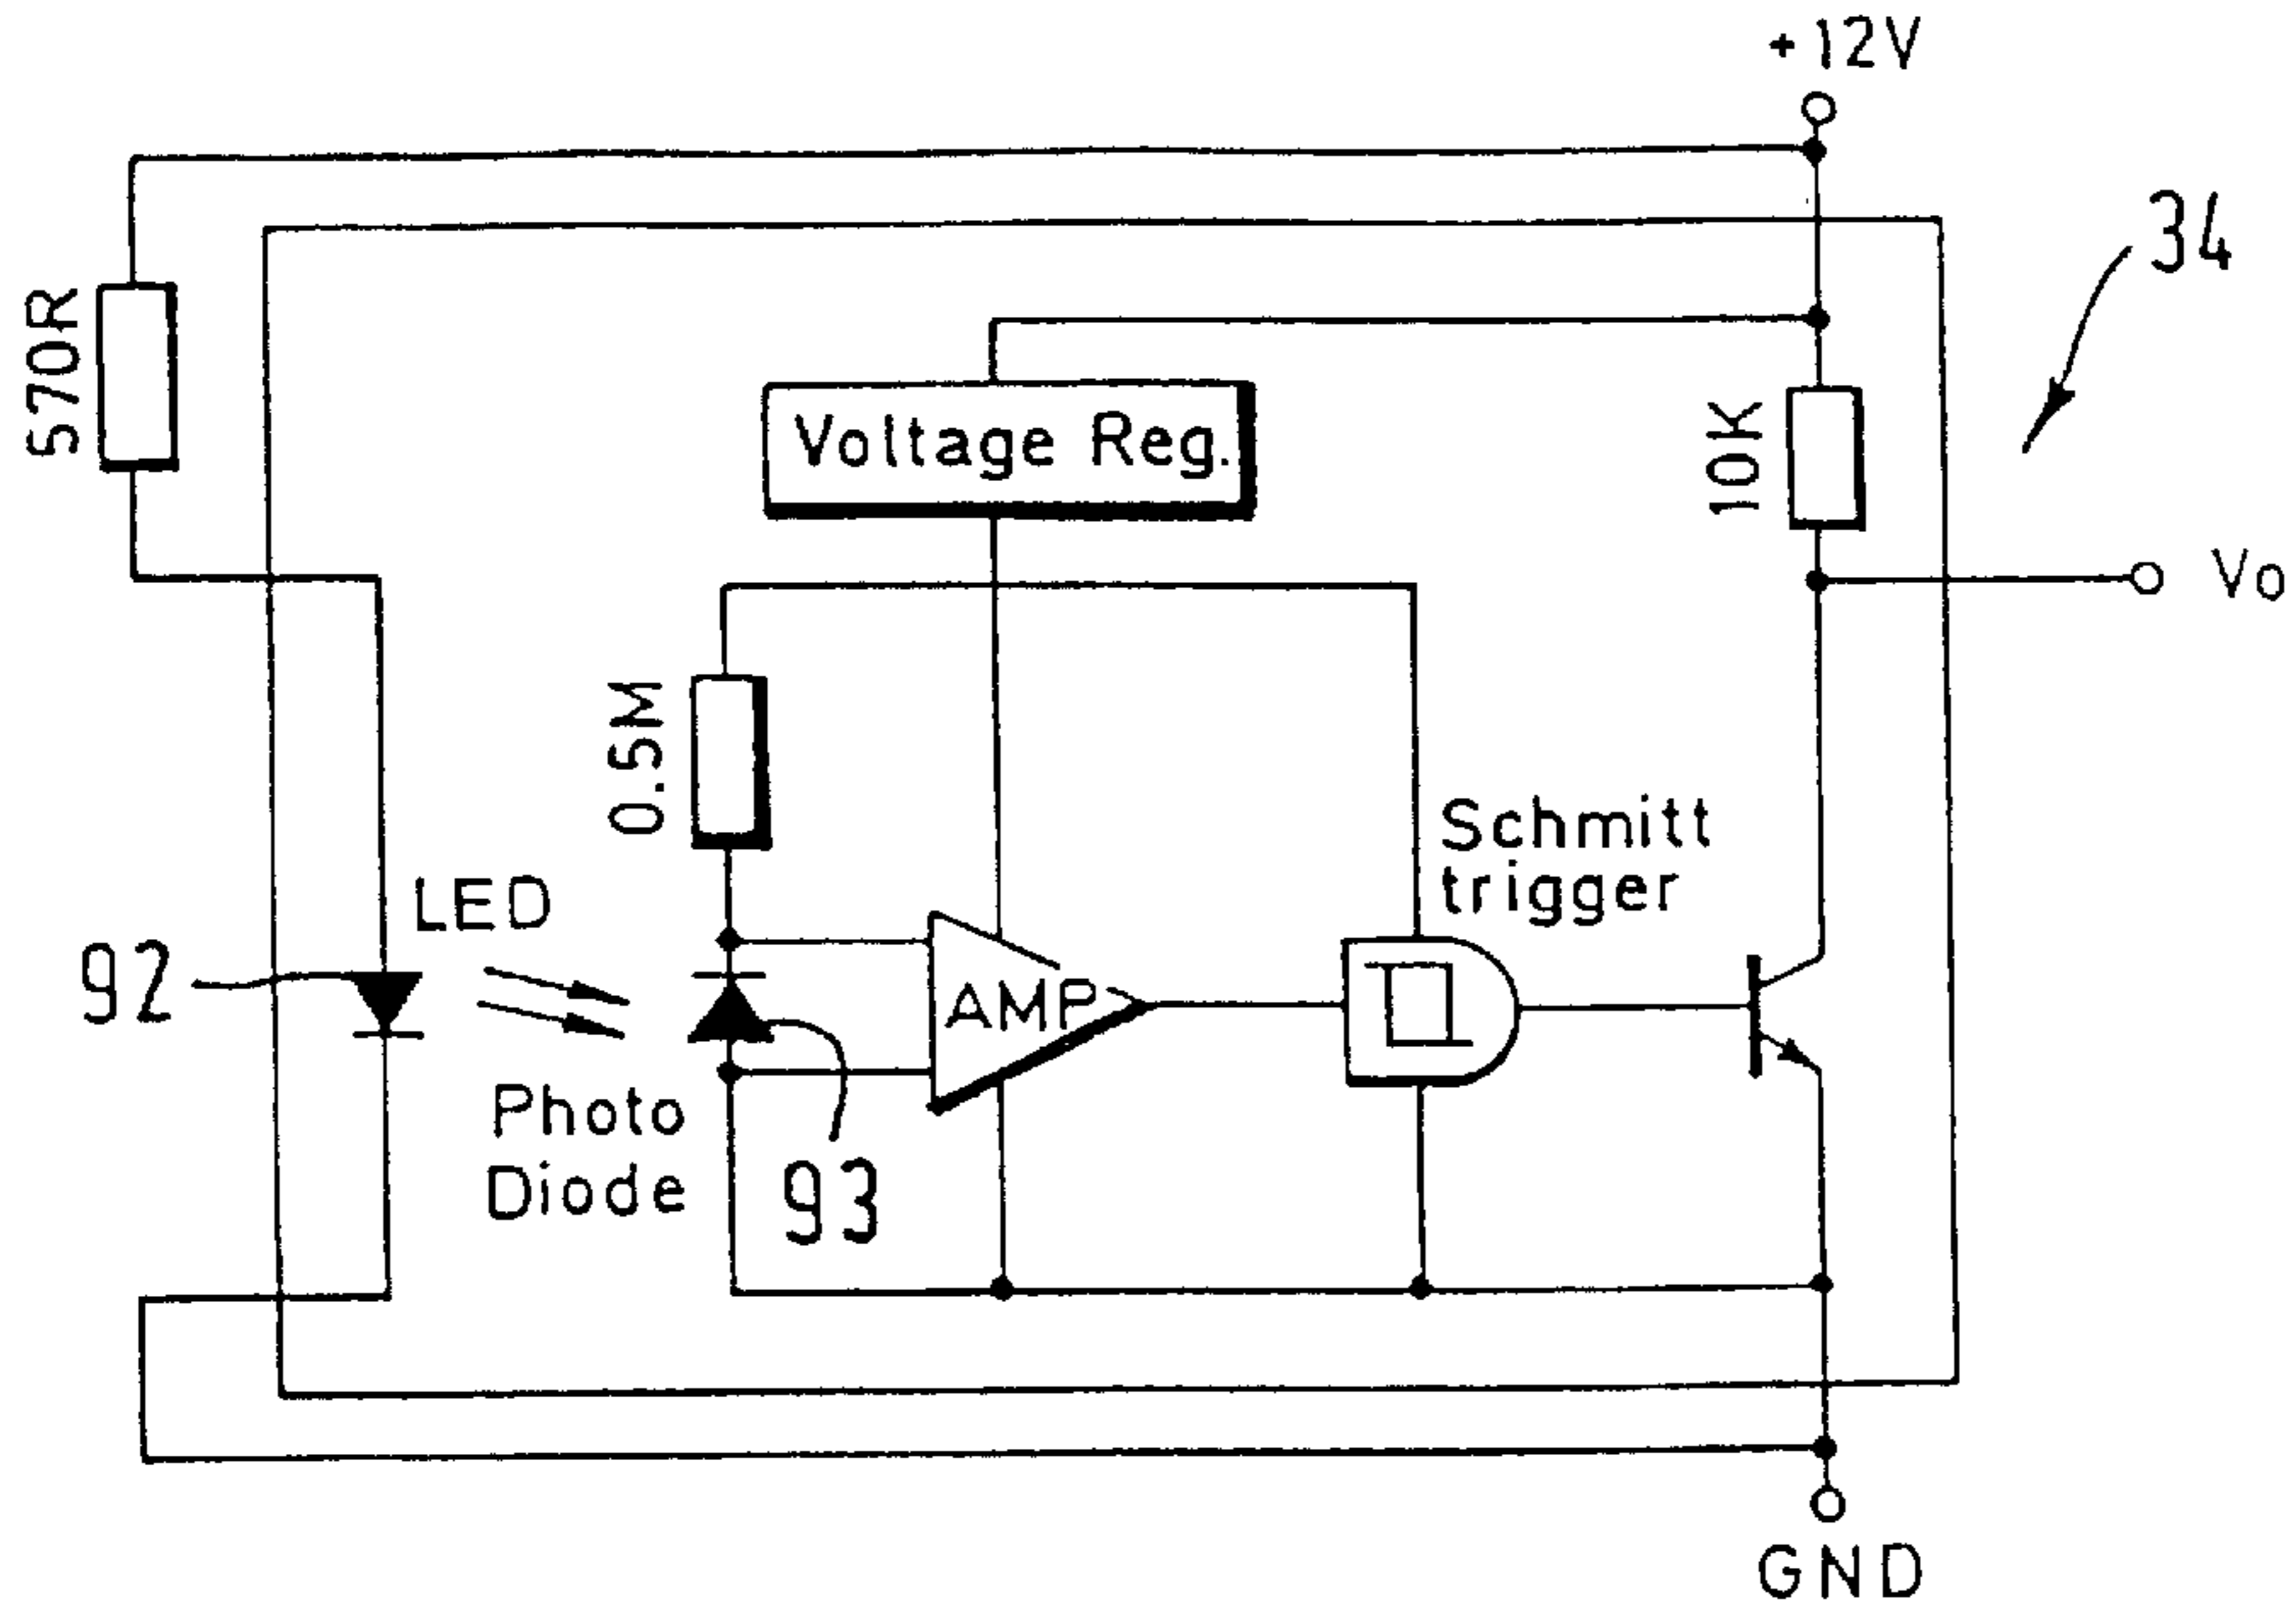 +12V
34
570R
Voltage Reg.
10K
Vo
0.5M
Schmitt
trigger
LED
92
AMP
Photo
Diode
93
GND